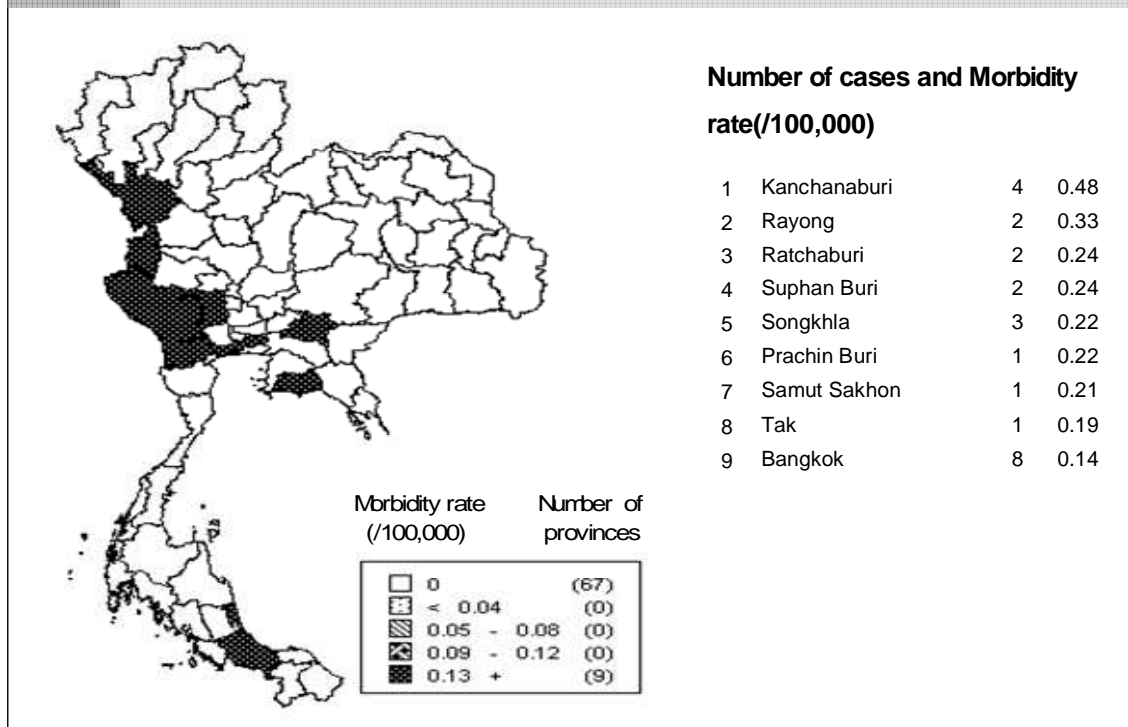 Number of cases and Morbidity
rate(/100,000)
1 Kanchanaburi 4 0.48
2 Rayong 2 0.33
3 Ratchaburi 2 0.24
4 Suphan Buri 2 0.24
5 Songkhla 3 0.22
6 Prachin Buri 1 0.22
7 Samut Sakhon 1 0.21
8 Tak 1 0.19
9 Bangkok 8 0.14
Morbidity rate Number of
(/100,000) provinces
0 (67)
< 0.04 (0)
0.05 - 0.08 (0)
0.09 - 0.12 (0)
0.13 + (9)